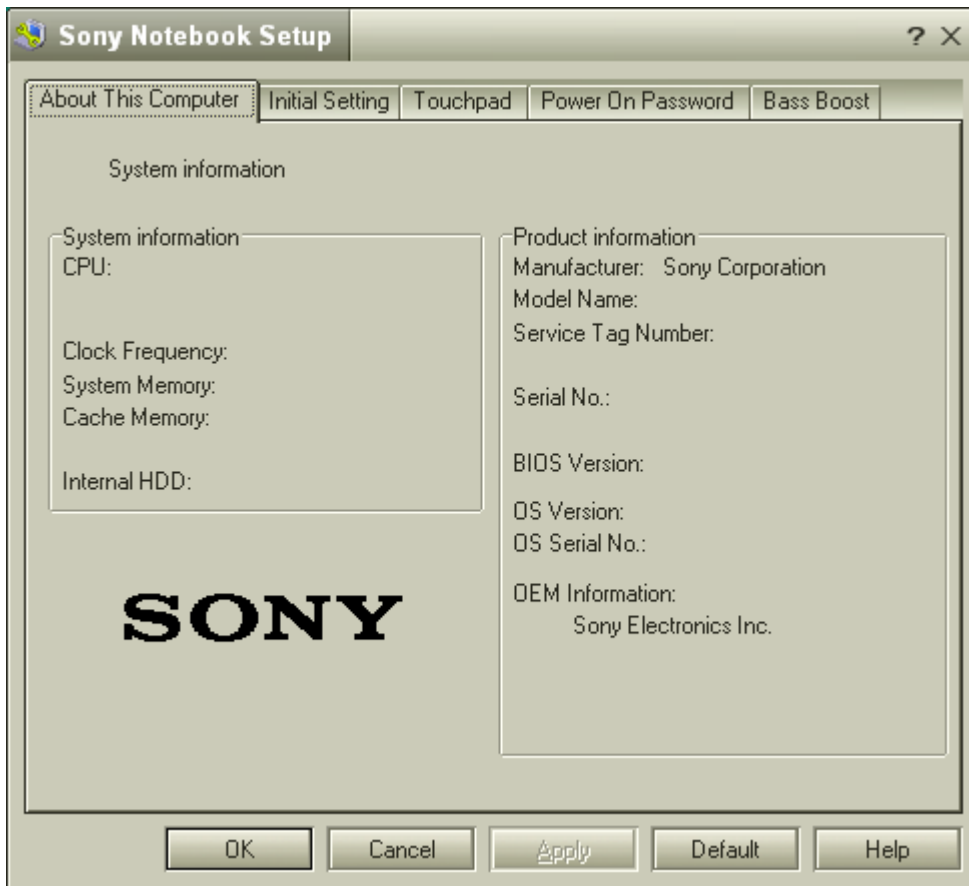 Sony Notebook Setup
? ×
About This Computer
Initial Setting
Touchpad
Power On Password
Bass Boost
System information
System information
CPU:
Clock Frequency:
System Memory:
Cache Memory:
Internal HDD:
Product information
Manufacturer: Sony Corporation
Model Name:
Service Tag Number:
Serial No.:
BIOS Version:
OS Version:
OS Serial No.:
OEM Information:
Sony Electronics Inc.
SONY
OK
Cancel
Apply
Default
Help